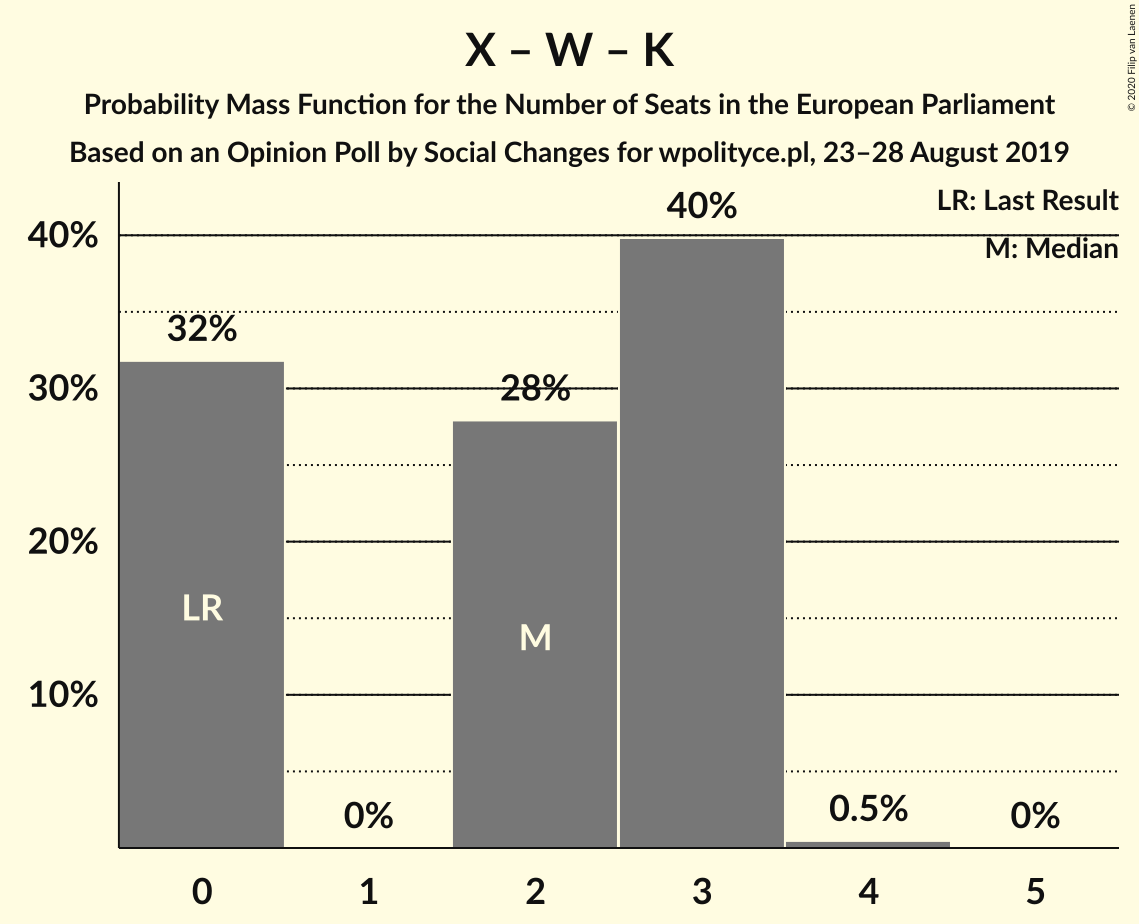 X – W – K
Probability Mass Function for the Number of Seats in the European Parliament
Based on an Opinion Poll by Social Changes for wpolityce.pl, 23–28 August 2019
© 2020 Filip van Laenen
LR: Last Result
M: Median
40%
30%
20%
10%
32%
0%
28%
40%
0.5%
0%
LR
M
0 1 2 3 4 5